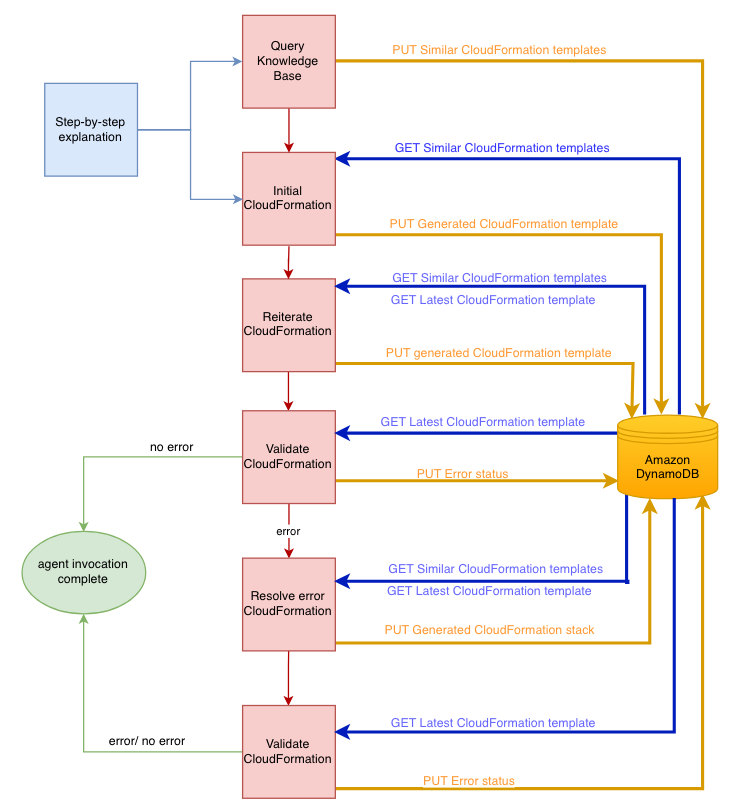 Query
Knowledge
Base
PUT Similar CloudFormation templates
Step-by-step
explanation
GET Similar CloudFormation templates
Initial
CloudFormation
PUT Generated CloudFormation template
GET Similar CloudFormation templates
GET Latest CloudFormation template
Reiterate
CloudFormation
PUT generated CloudFormation template
GET Latest CloudFormation template
no error
Validate
CloudFormation
Amazon
DynamoDB
PUT Error status
error
agent invocation
complete
GET Similar CloudFormation templates
GET Latest CloudFormation template
Resolve error
CloudFormation
PUT Generated CloudFormation stack
GET Latest CloudFormation template
error/ no error
Validate
CloudFormation
PUT Error status